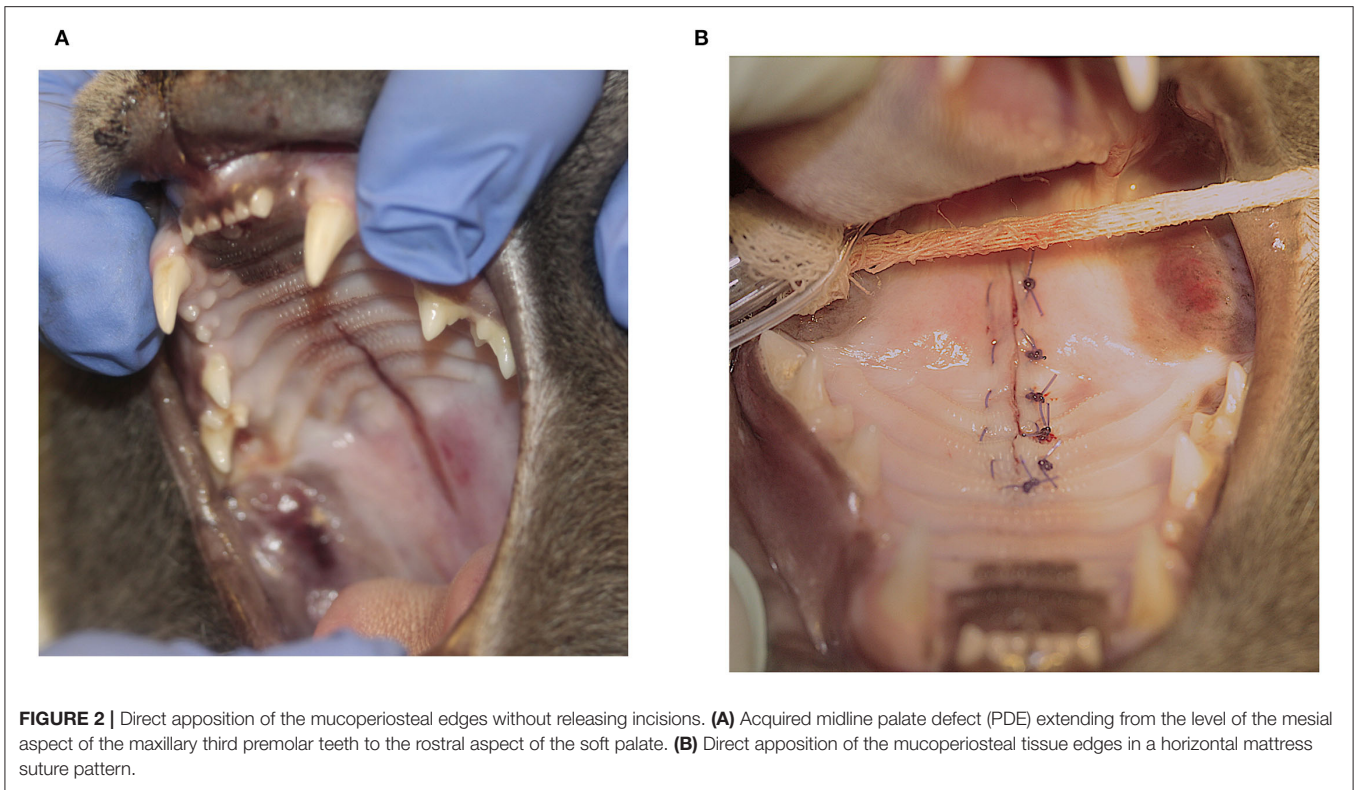 A
B
FIGURE 2 | Direct apposition of the mucoperiosteal edges without releasing incisions. (A) Acquired midline palate defect (PDE) extending from the level of the mesial
aspect of the maxillary third premolar teeth to the rostral aspect of the soft palate. (B) Direct apposition of the mucoperiosteal tissue edges in a horizontal mattress
suture pattern.